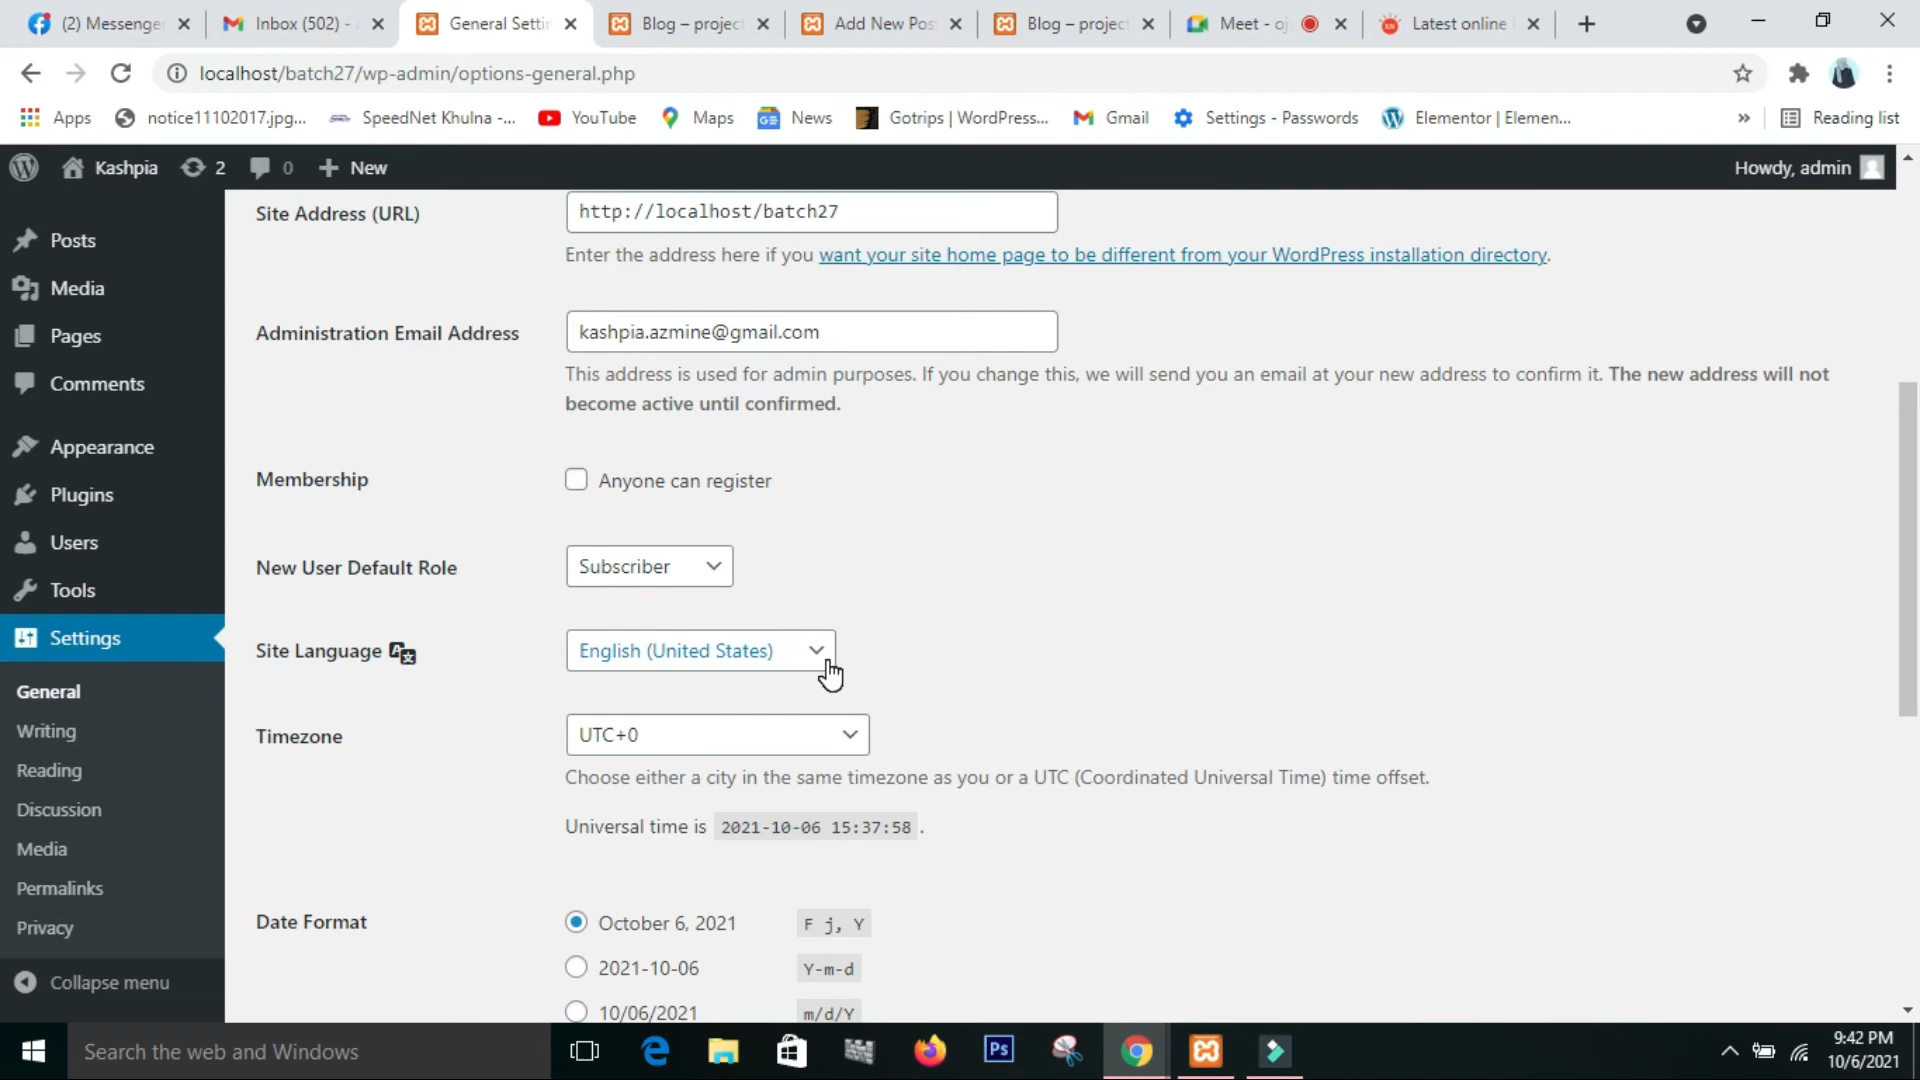 (2) Messenge
Inbox (502) -
General Setti
Blog – project
Add New Pos
Blog – project
Meet - oj
Latest online
localhost/batch27/wp-admin/options-general.php
Apps
notice11102017.jpg...
SpeedNet Khulna -...
YouTube
Maps
News
Gotrips | WordPress...
Gmail
Settings - Passwords
Elementor | Elemen...
»
Reading list
Kashpia
2
0
New
Howdy, admin
Posts
Media
Pages
Comments
Appearance
Plugins
Users
Tools
Settings
General
Writing
Reading
Discussion
Media
Permalinks
Privacy
Collapse menu
Site Address (URL)
http://localhost/batch27
Enter the address here if you want your site home page to be different from your WordPress installation directory.
Administration Email Address
kashpia.azmine@gmail.com
This address is used for admin purposes. If you change this, we will send you an email at your new address to confirm it. The new address will not
become active until confirmed.
Membership
Anyone can register
New User Default Role
Subscriber
Site Language
English (United States)
Timezone
UTC+0
Choose either a city in the same timezone as you or a UTC (Coordinated Universal Time) time offset.
Universal time is 2021-10-06 15:37:58 .
Date Format
October 6, 2021
F j, Y
2021-10-06
Y-m-d
10/06/2021
m/d/Y
Search the web and Windows
Ps
9:42 PM
10/6/2021